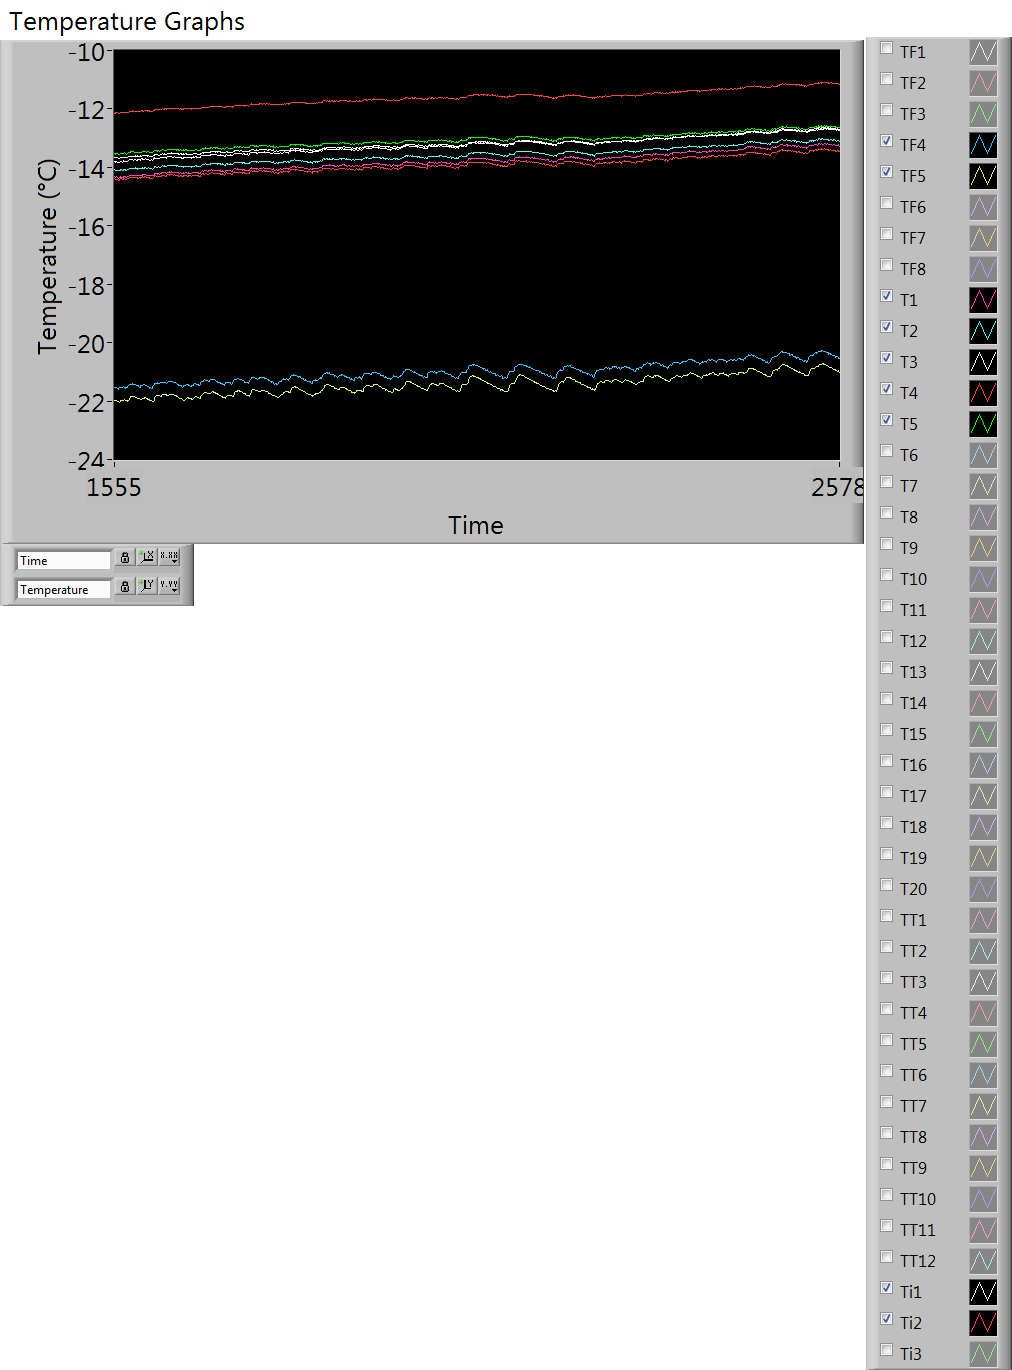 Temperature Graphs
Temperature (°C)
-10
-12
-14
-16
-18
-20
-22
-24
1555
2578
Time
Time
X.XX
Temperature
Y.YY
TF1
TF2
TF3
TF4
TF5
TF6
TF7
TF8
T1
T2
T3
T4
T5
T6
T7
T8
T9
T10
T11
T12
T13
T14
T15
T16
T17
T18
T19
T20
TT1
TT2
TT3
TT4
TT5
TT6
TT7
TT8
TT9
TT10
TT11
TT12
Ti1
Ti2
Ti3